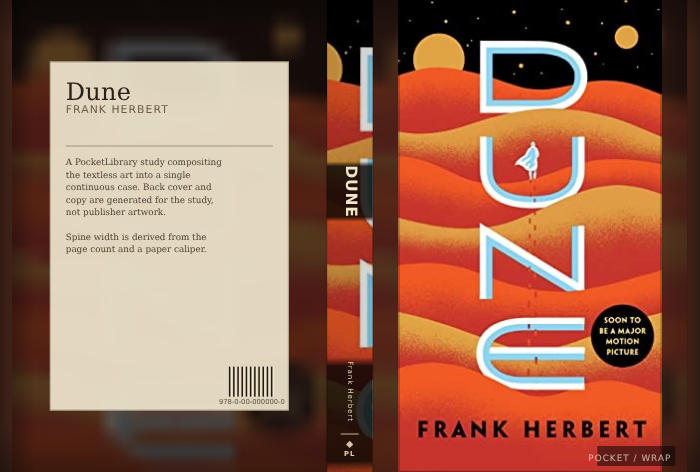 Dune
FRANK HERBERT
A PocketLibrary study compositing
the textless art into a single
continuous case. Back cover and
copy are generated for the study,
not publisher artwork.
Spine width is derived from the
page count and a paper caliper.
978-0-00-000000-0
DUNE
Frank Herbert
PL
DUNE
SOON TO
BE A MAJOR
MOTION
PICTURE
FRANK HERBERT
POCKET / WRAP